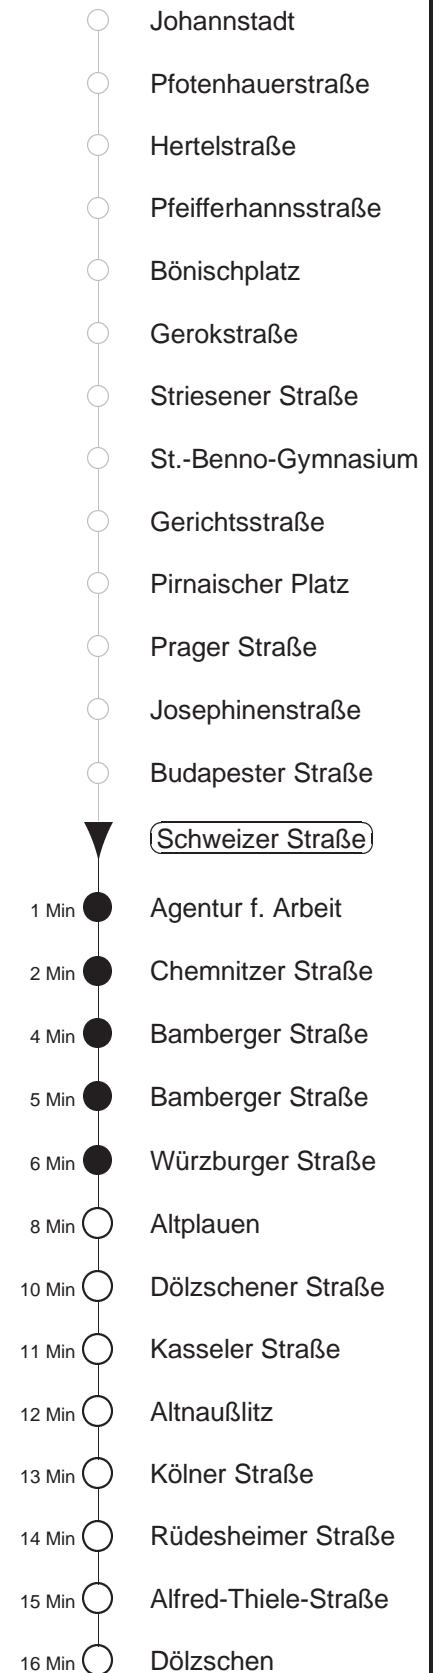 Johannstadt
Pfotenhauerstraße
Hertelstraße
Pfeifferhannsstraße
Bönischplatz
Gerokstraße
Striesener Straße
St.-Benno-Gymnasium
Gerichtsstraße
Pirnaischer Platz
Prager Straße
Josephinenstraße
Budapester Straße
Schweizer Straße
1 Min Agentur f. Arbeit
2 Min Chemnitzer Straße
4 Min Bamberger Straße
5 Min Bamberger Straße
6 Min Würzburger Straße
8 Min Altplauen
10 Min Dölzschener Straße
11 Min Kasseler Straße
12 Min Altnaußlitz
13 Min Kölner Straße
14 Min Rüdesheimer Straße
15 Min Alfred-Thiele-Straße
16 Min Dölzschen